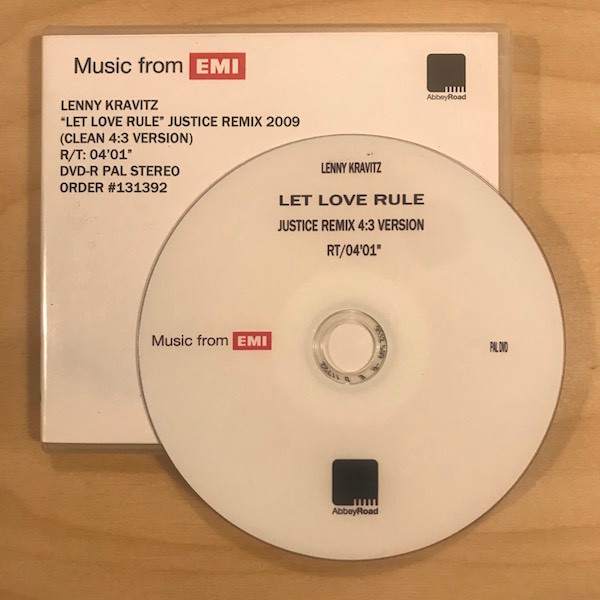 Music from EMI
AbbeyRoad
LENNY KRAVITZ
“LET LOVE RULE” JUSTICE REMIX 2009
(CLEAN 4:3 VERSION)
R/T: 04'01”
DVD-R PAL STEREO
ORDER #131392
LENNY KRAVITZ
LET LOVE RULE
JUSTICE REMIX 4:3 VERSION
RT/04'01"
Music from EMI
PAL DVD
AbbeyRoad